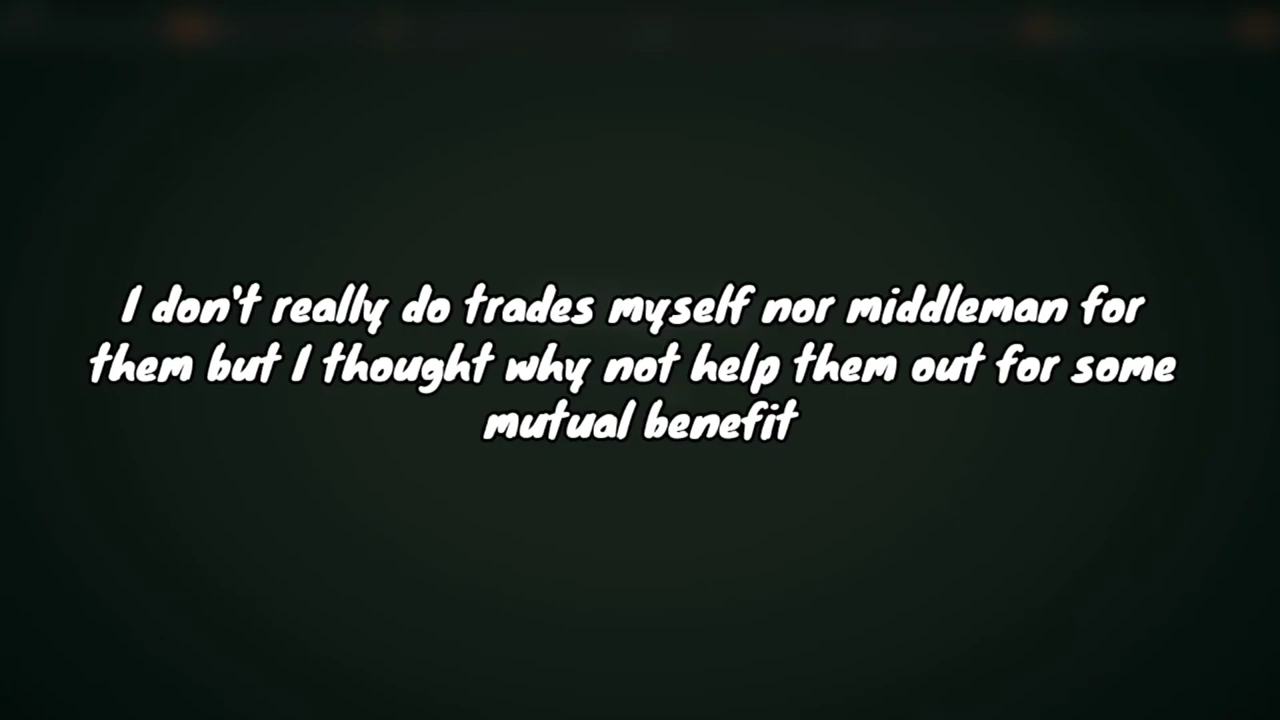 I don't really do trades myself nor middleman for
them but I thought why not help them out for some
mutual benefit